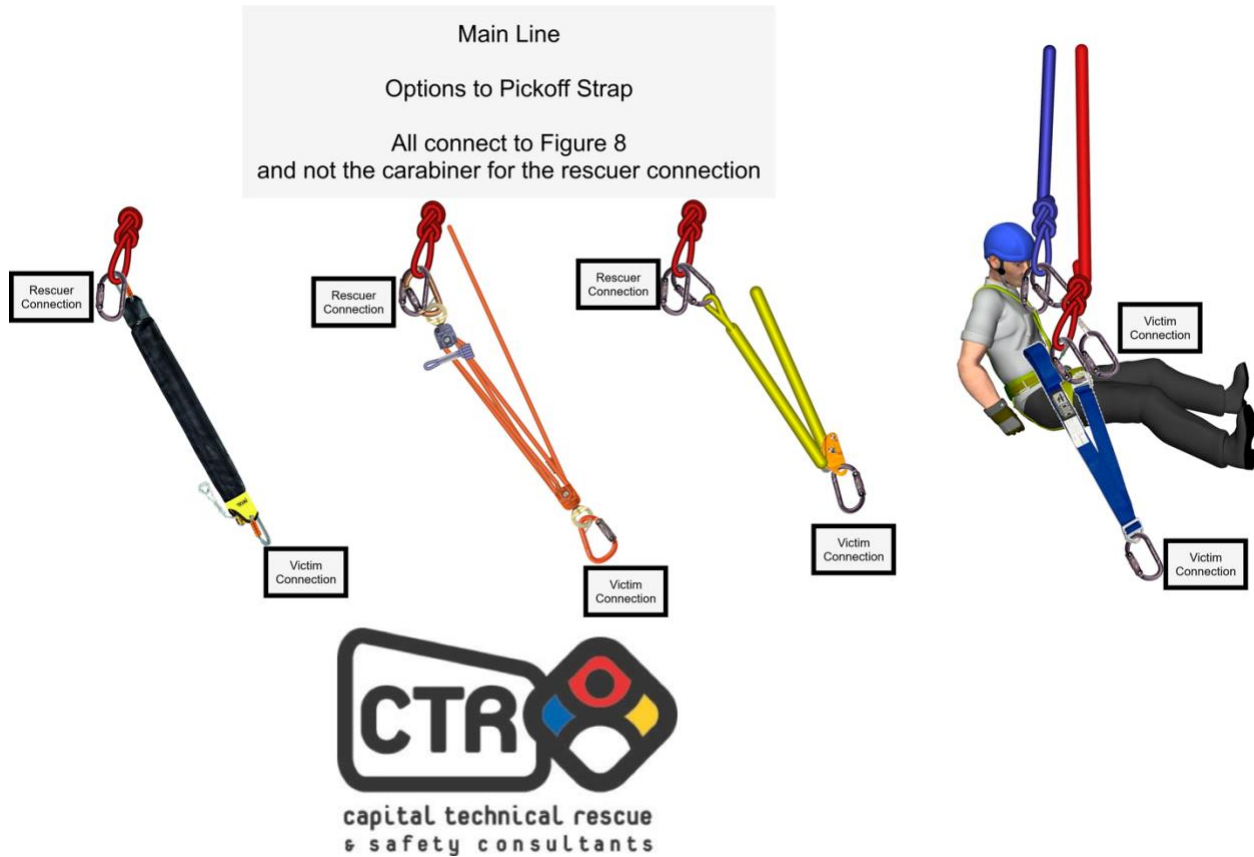 Main Line
Options to Pickoff Strap
All connect to Figure 8
and not the carabiner for the rescuer connection
Rescuer
Connection
Victim
Connection
Rescuer
Connection
Victim
Connection
Rescuer
Connection
Victim
Connection
Victim
Connection
Victim
Connection
CTR
capital technical rescue
& safety consultants